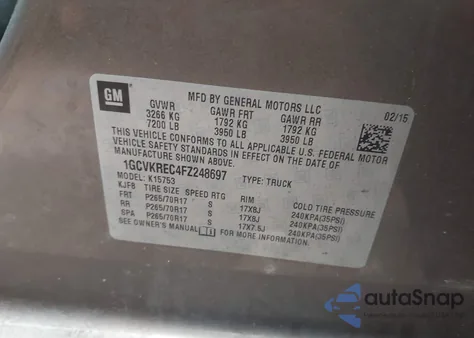 GM
MFD BY GENERAL MOTORS LLC
02/15
GVWR GAWR FRT GAWR RR
3266 KG 1792 KG 1792 KG
7200 LB 3950 LB 3950 LB
THIS VEHICLE CONFORMS TO ALL APPLICABLE U.S. FEDERAL MOTOR
VEHICLE SAFETY STANDARDS IN EFFECT ON THE DATE OF
MANUFACTURE SHOWN ABOVE.
1GCVKREC4FZ248697 TYPE: TRUCK
MODEL: K15753
KJFB TIRE SIZE SPEED RTG RIM COLD TIRE PRESSURE
FRT P265/70R17 S 17X8J 240KPA(35PSI)
RR P265/70R17 S 17X8J 240KPA(35PSI)
SPA P265/70R17 S 17X7.5J 240KPA(35PSI)
SEE OWNER'S MANUAL FOR MORE INFORMATION.
autoSnap